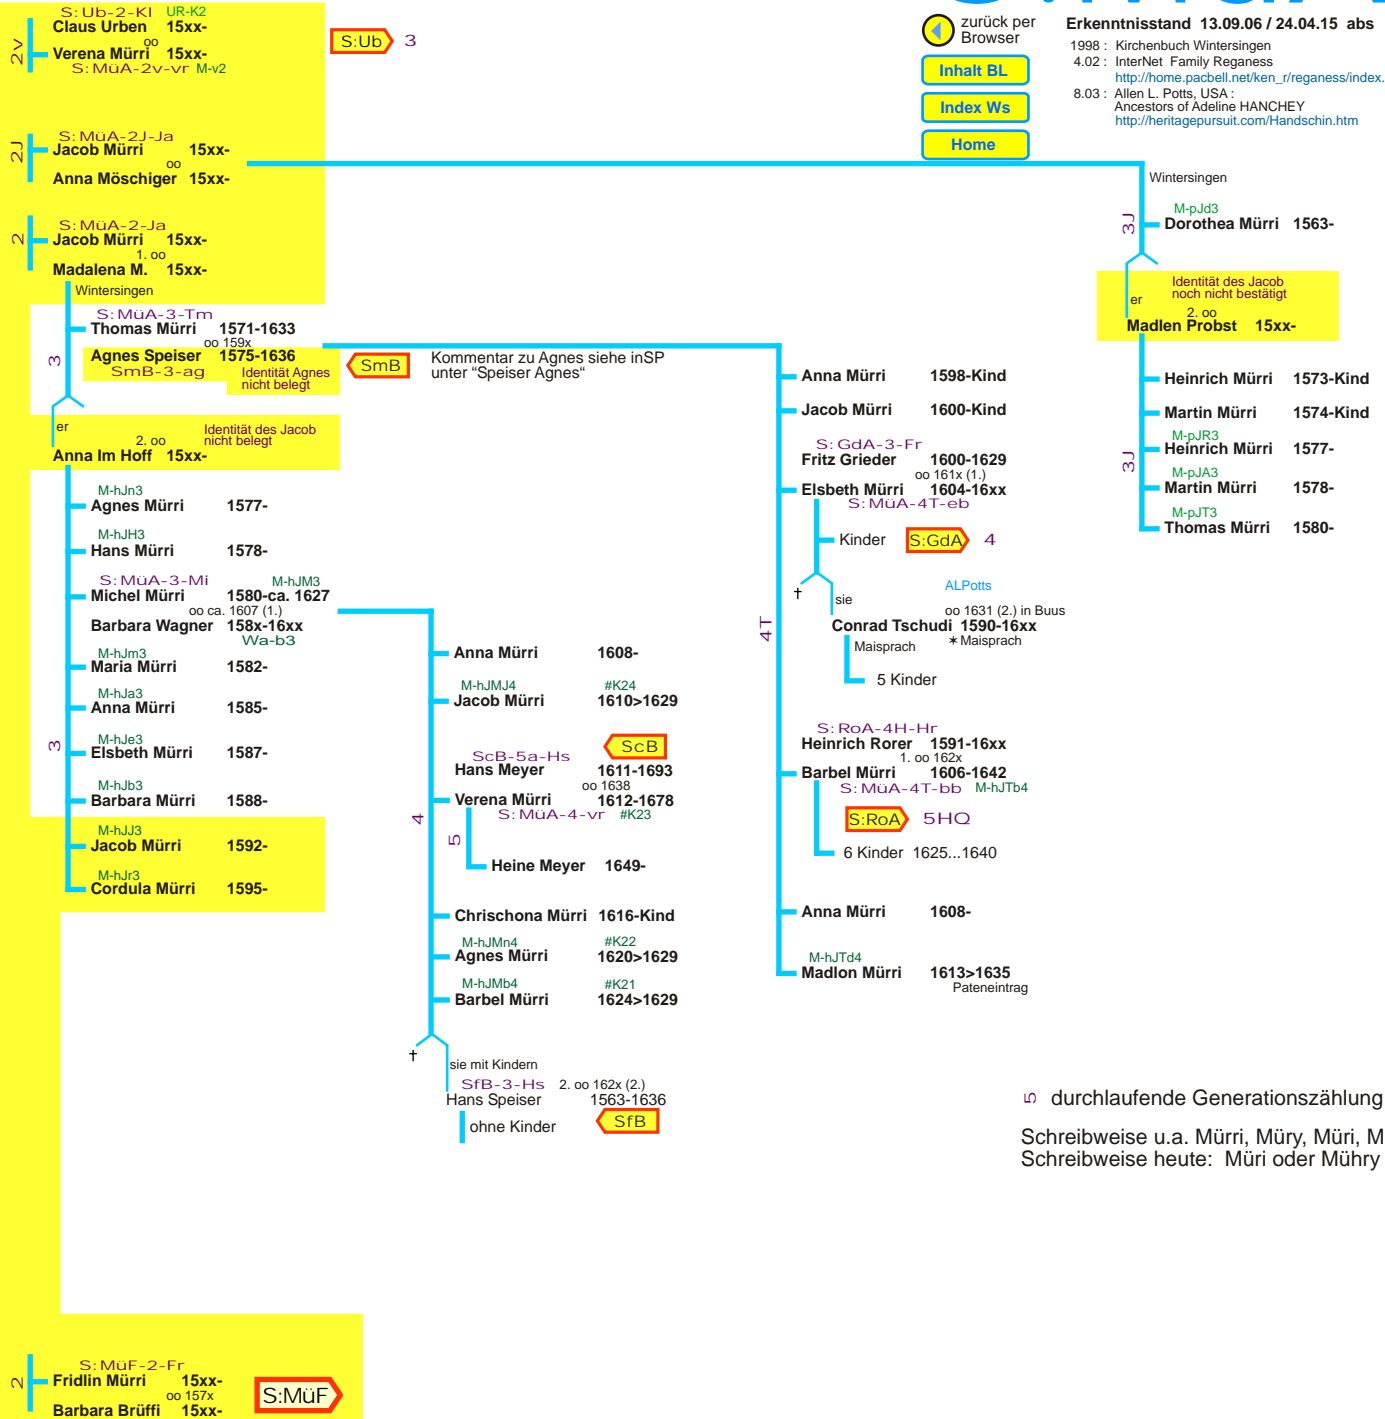 S:Ub-2-Kl UR-K2
Claus Urben 15xx-
oo
Verena Mürri 15xx-
S:MüA-2v-vr M-v2
2v
S:Ub 3
zurück per
Browser
Inhalt BL
Index Ws
Home
Erkenntnisstand 13.09.06 / 24.04.15 abs
1998 : Kirchenbuch Wintersingen
4.02 : InterNet Family Reganess
http://home.pacbell.net/ken_r/reganess/index.
8.03 : Allen L. Potts, USA :
Ancestors of Adeline HANCHEY
http://heritagepursuit.com/Handschin.htm
2J
S:MüA-2J-Ja
Jacob Mürri 15xx-
oo
Anna Möschiger 15xx-
2
S:MüA-2-Ja
Jacob Mürri 15xx-
1. oo
Madalena M. 15xx-
Wintersingen
S:MüA-3-Tm
Thomas Mürri 1571-1633
oo 159x
Agnes Speiser 1575-1636
SmB-3-ag
Identität Agnes
nicht belegt
3
SmB
Kommentar zu Agnes siehe inSP
unter “Speiser Agnes“
er
2. oo
Identität des Jacob
nicht belegt
Anna Im Hoff 15xx-
M-hJn3
Agnes Mürri 1577-
M-hJH3
Hans Mürri 1578-
S:MüA-3-Mi M-hJM3
Michel Mürri 1580-ca. 1627
oo ca. 1607 (1.)
Barbara Wagner 158x-16xx
Wa-b3
M-hJm3
Maria Mürri 1582-
M-hJa3
Anna Mürri 1585-
3
M-hJe3
Elsbeth Mürri 1587-
M-hJb3
Barbara Mürri 1588-
M-hJJ3
Jacob Mürri 1592-
M-hJr3
Cordula Mürri 1595-
Anna Mürri 1608-
M-hJMJ4 #K24
Jacob Mürri 1610>1629
ScB
ScB-5a-Hs
Hans Meyer 1611-1693
oo 1638
Verena Mürri 1612-1678
S:MüA-4-vr #K23
4
5
Heine Meyer 1649-
Chrischona Mürri 1616-Kind
M-hJMn4 #K22
Agnes Mürri 1620>1629
M-hJMb4 #K21
Barbel Mürri 1624>1629
†
sie mit Kindern
SfB-3-Hs 2. oo 162x (2.)
Hans Speiser 1563-1636
ohne Kinder
SfB
Anna Mürri 1598-Kind
Jacob Mürri 1600-Kind
S:GdA-3-Fr
Fritz Grieder 1600-1629
oo 161x (1.)
Elsbeth Mürri 1604-16xx
S:MüA-4T-eb
Kinder
S:GdA 4
†
sie
ALPotts
oo 1631 (2.) in Buus
Conrad Tschudi 1590-16xx
Maisprach
✶Maisprach
5 Kinder
4T
S:RoA-4H-Hr
Heinrich Rorer 1591-16xx
1. oo 162x
Barbel Mürri 1606-1642
S:MüA-4T-bb M-hJTb4
S:RoA 5HQ
6 Kinder 1625...1640
Anna Mürri 1608-
M-hJTd4
Madlon Mürri 1613>1635
Pateneintrag
Wintersingen
M-pJd3
Dorothea Mürri 1563-
3J
er
Identität des Jacob
noch nicht bestätigt
2. oo
Madlen Probst 15xx-
Heinrich Mürri 1573-Kind
Martin Mürri 1574-Kind
M-pJR3
Heinrich Mürri 1577-
3J
M-pJA3
Martin Mürri 1578-
M-pJT3
Thomas Mürri 1580-
5 durchlaufende Generationszählung
Schreibweise u.a. Mürri, Müry, Müri, M
Schreibweise heute: Müri oder Mühry
2
S:MüF-2-Fr
Fridlin Mürri 15xx-
oo 157x
Barbara Brüffi 15xx-
S:MüF